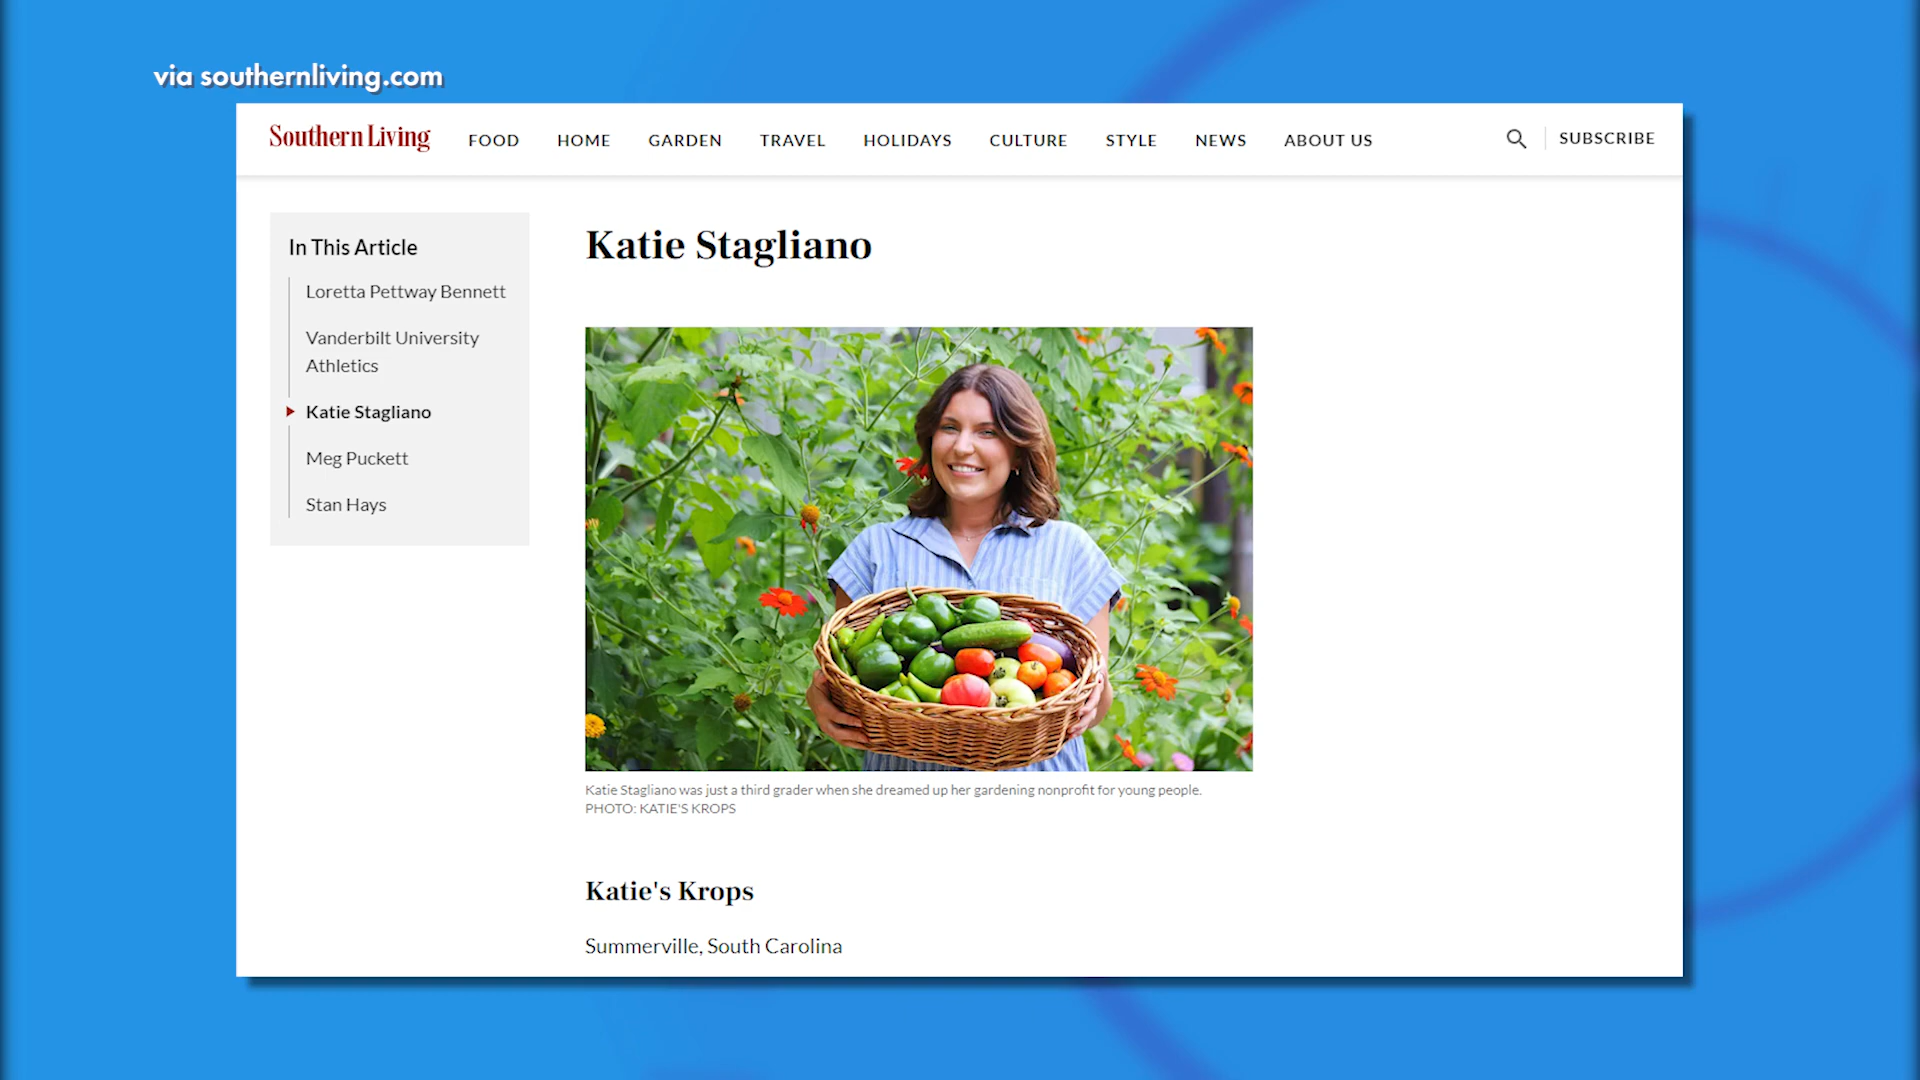 via southernliving.com
Southern Living
FOOD
HOME
GARDEN
TRAVEL
HOLIDAYS
CULTURE
STYLE
NEWS
ABOUT US
SUBSCRIBE
In This Article
Loretta Pettway Bennett
Vanderbilt University
Athletics
Katie Stagliano
Meg Puckett
Stan Hays
Katie Stagliano
Katie Stagliano was just a third grader when she dreamed up her gardening nonprofit for young people.
PHOTO: KATIE'S KROPS
Katie's Krops
Summerville, South Carolina